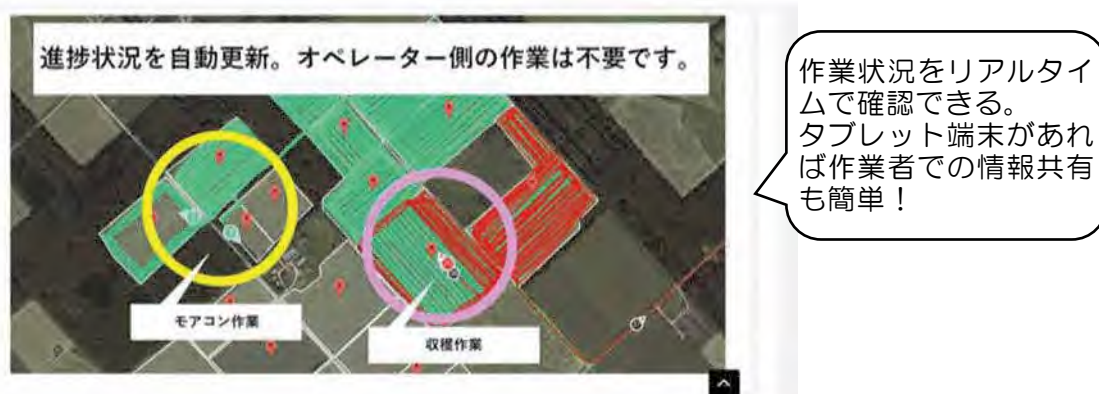 進捗状況を自動更新。オペレーター側の作業は不要です。
作業状況をリアルタイ
ムで確認できる。
タブレット端末があれ
ば作業者での情報共有
も簡単！
モアコン作業
収穫作業